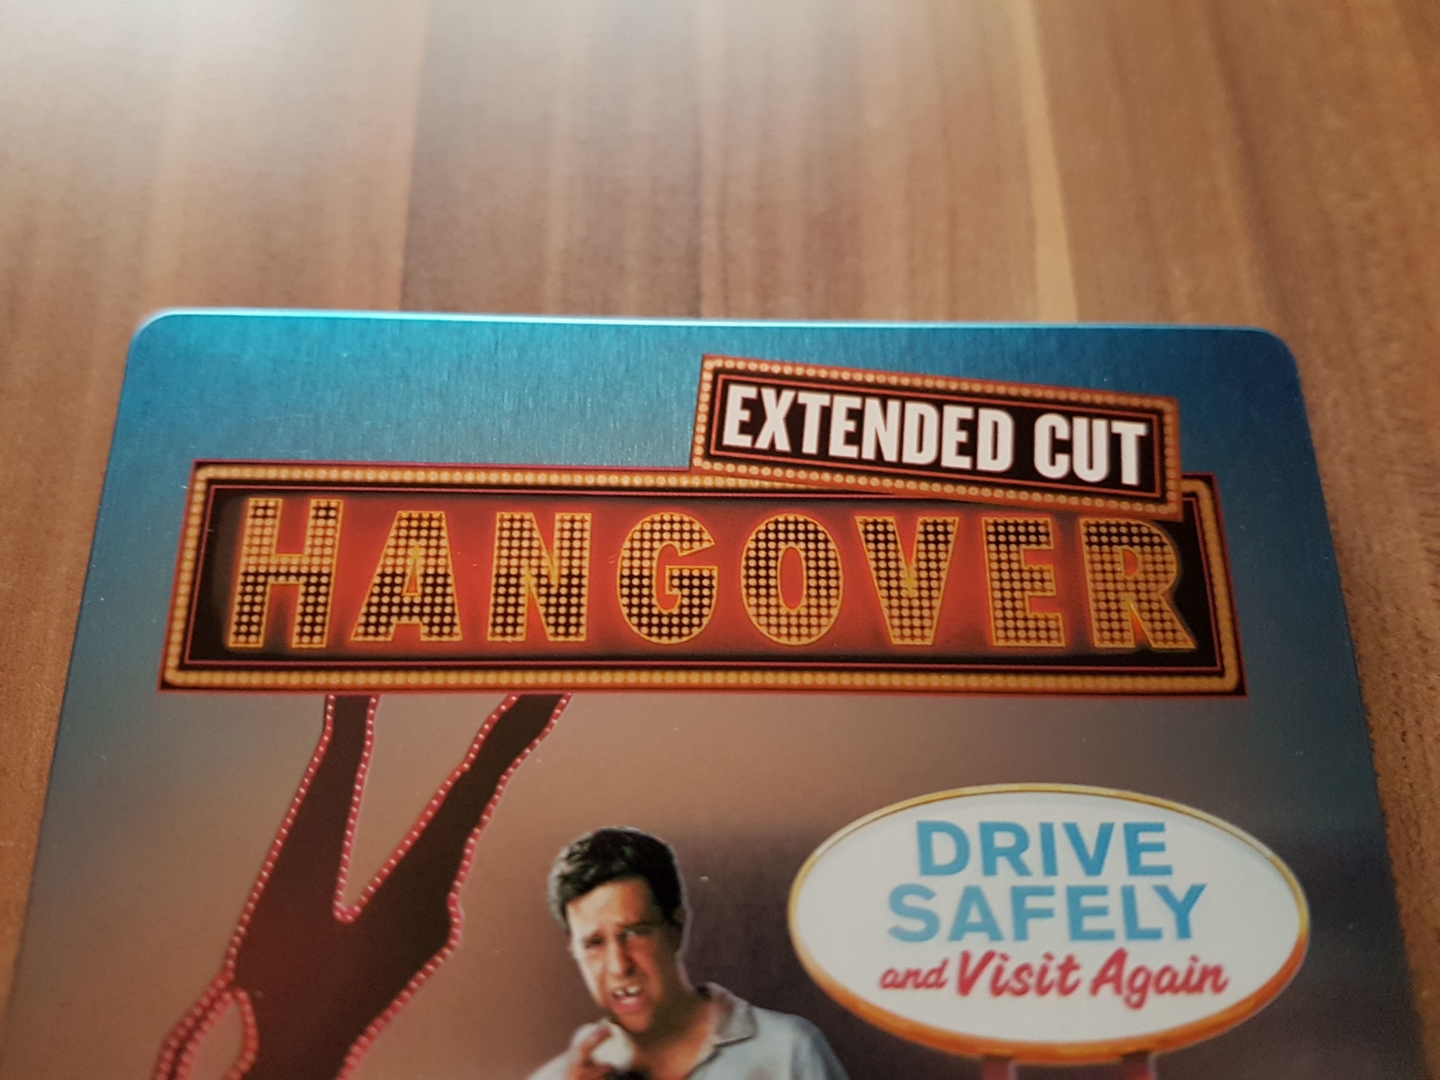 EXTENDED CUT
HANGOVER
DRIVE
SAFELY
and Visit Again